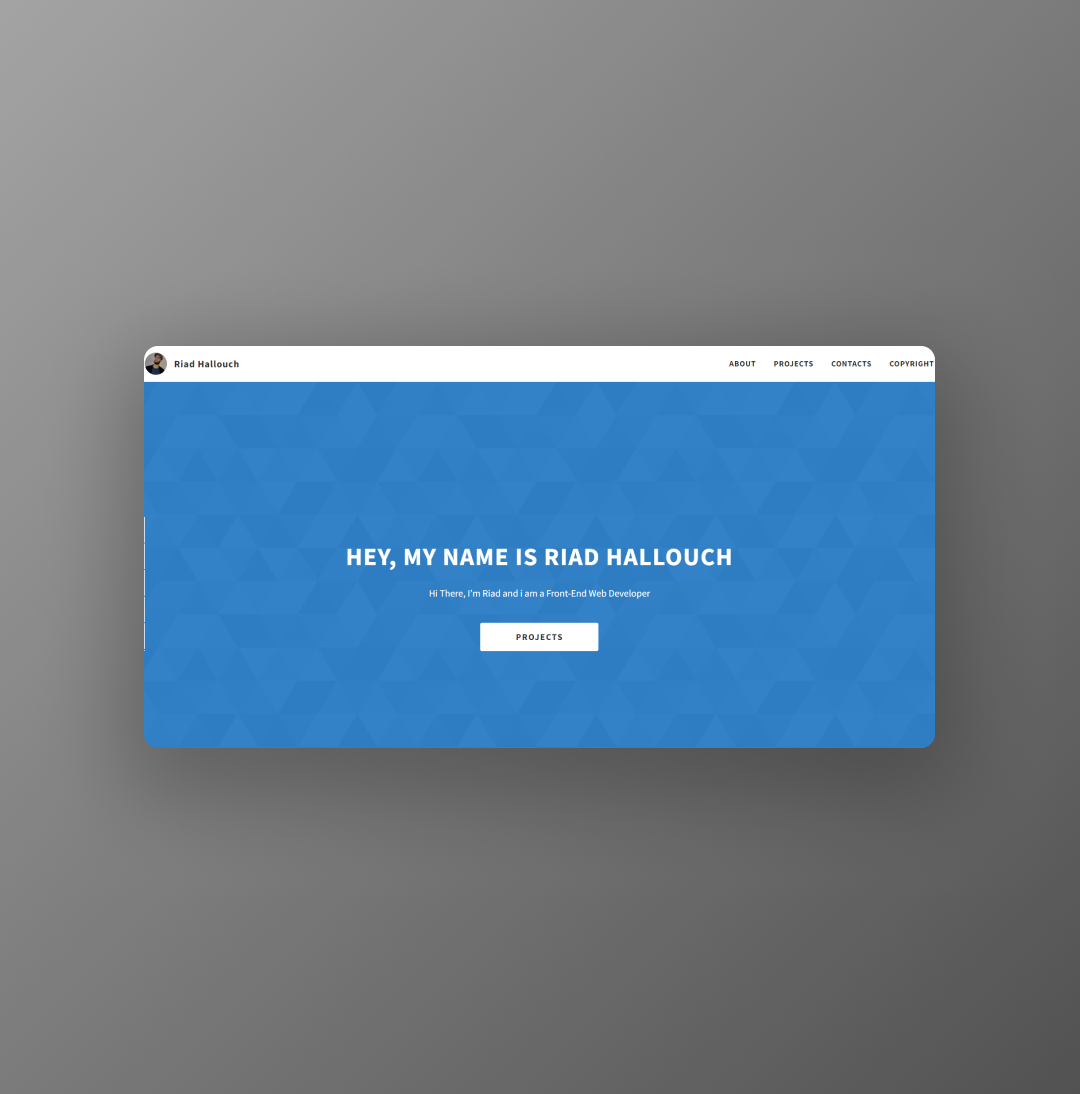 Riad Hallouch
ABOUT PROJECTS CONTACTS COPYRIGHT
HEY, MY NAME IS RIAD HALLOUCH
Hi There, I'm Riad and i am a Front-End Web Developer
PROJECTS